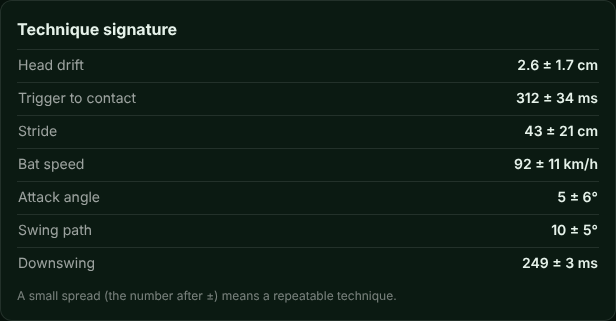 Technique signature
Head drift 2.6 ± 1.7 cm
Trigger to contact 312 ± 34 ms
Stride 43 ± 21 cm
Bat speed 92 ± 11 km/h
Attack angle 5 ± 6°
Swing path 10 ± 5°
Downswing 249 ± 3 ms
A small spread (the number after ±) means a repeatable technique.